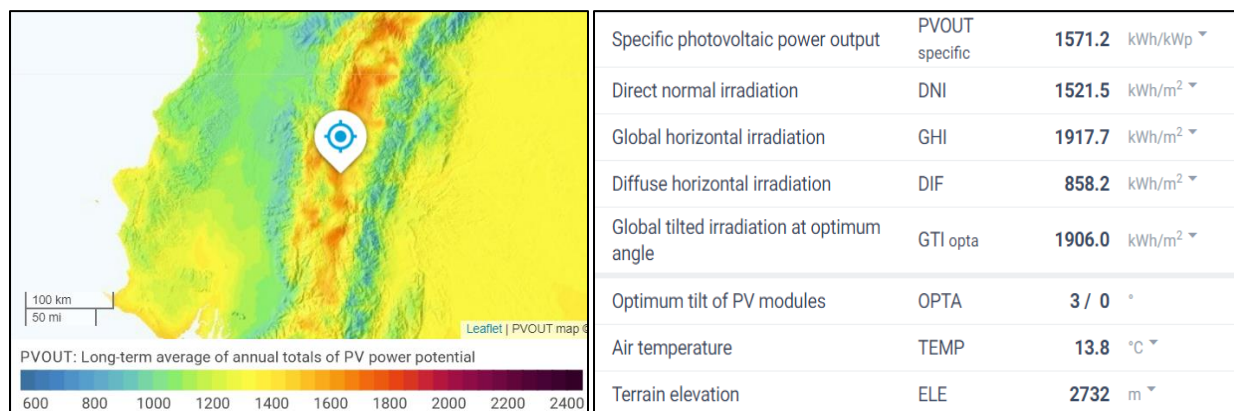 100 km
50 mi
Leaflet | PVOUT map ©
PVOUT: Long-term average of annual totals of PV power potential
600 800 1000 1200 1400 1600 1800 2000 2200 2400
Specific photovoltaic power output PVOUT specific 1571.2 kWh/kWp
Direct normal irradiation DNI 1521.5 kWh/m²
Global horizontal irradiation GHI 1917.7 kWh/m²
Diffuse horizontal irradiation DIF 858.2 kWh/m²
Global tilted irradiation at optimum
angle GTI opta 1906.0 kWh/m²
Optimum tilt of PV modules OPTA 3 / 0 °
Air temperature TEMP 13.8 °C
Terrain elevation ELE 2732 m